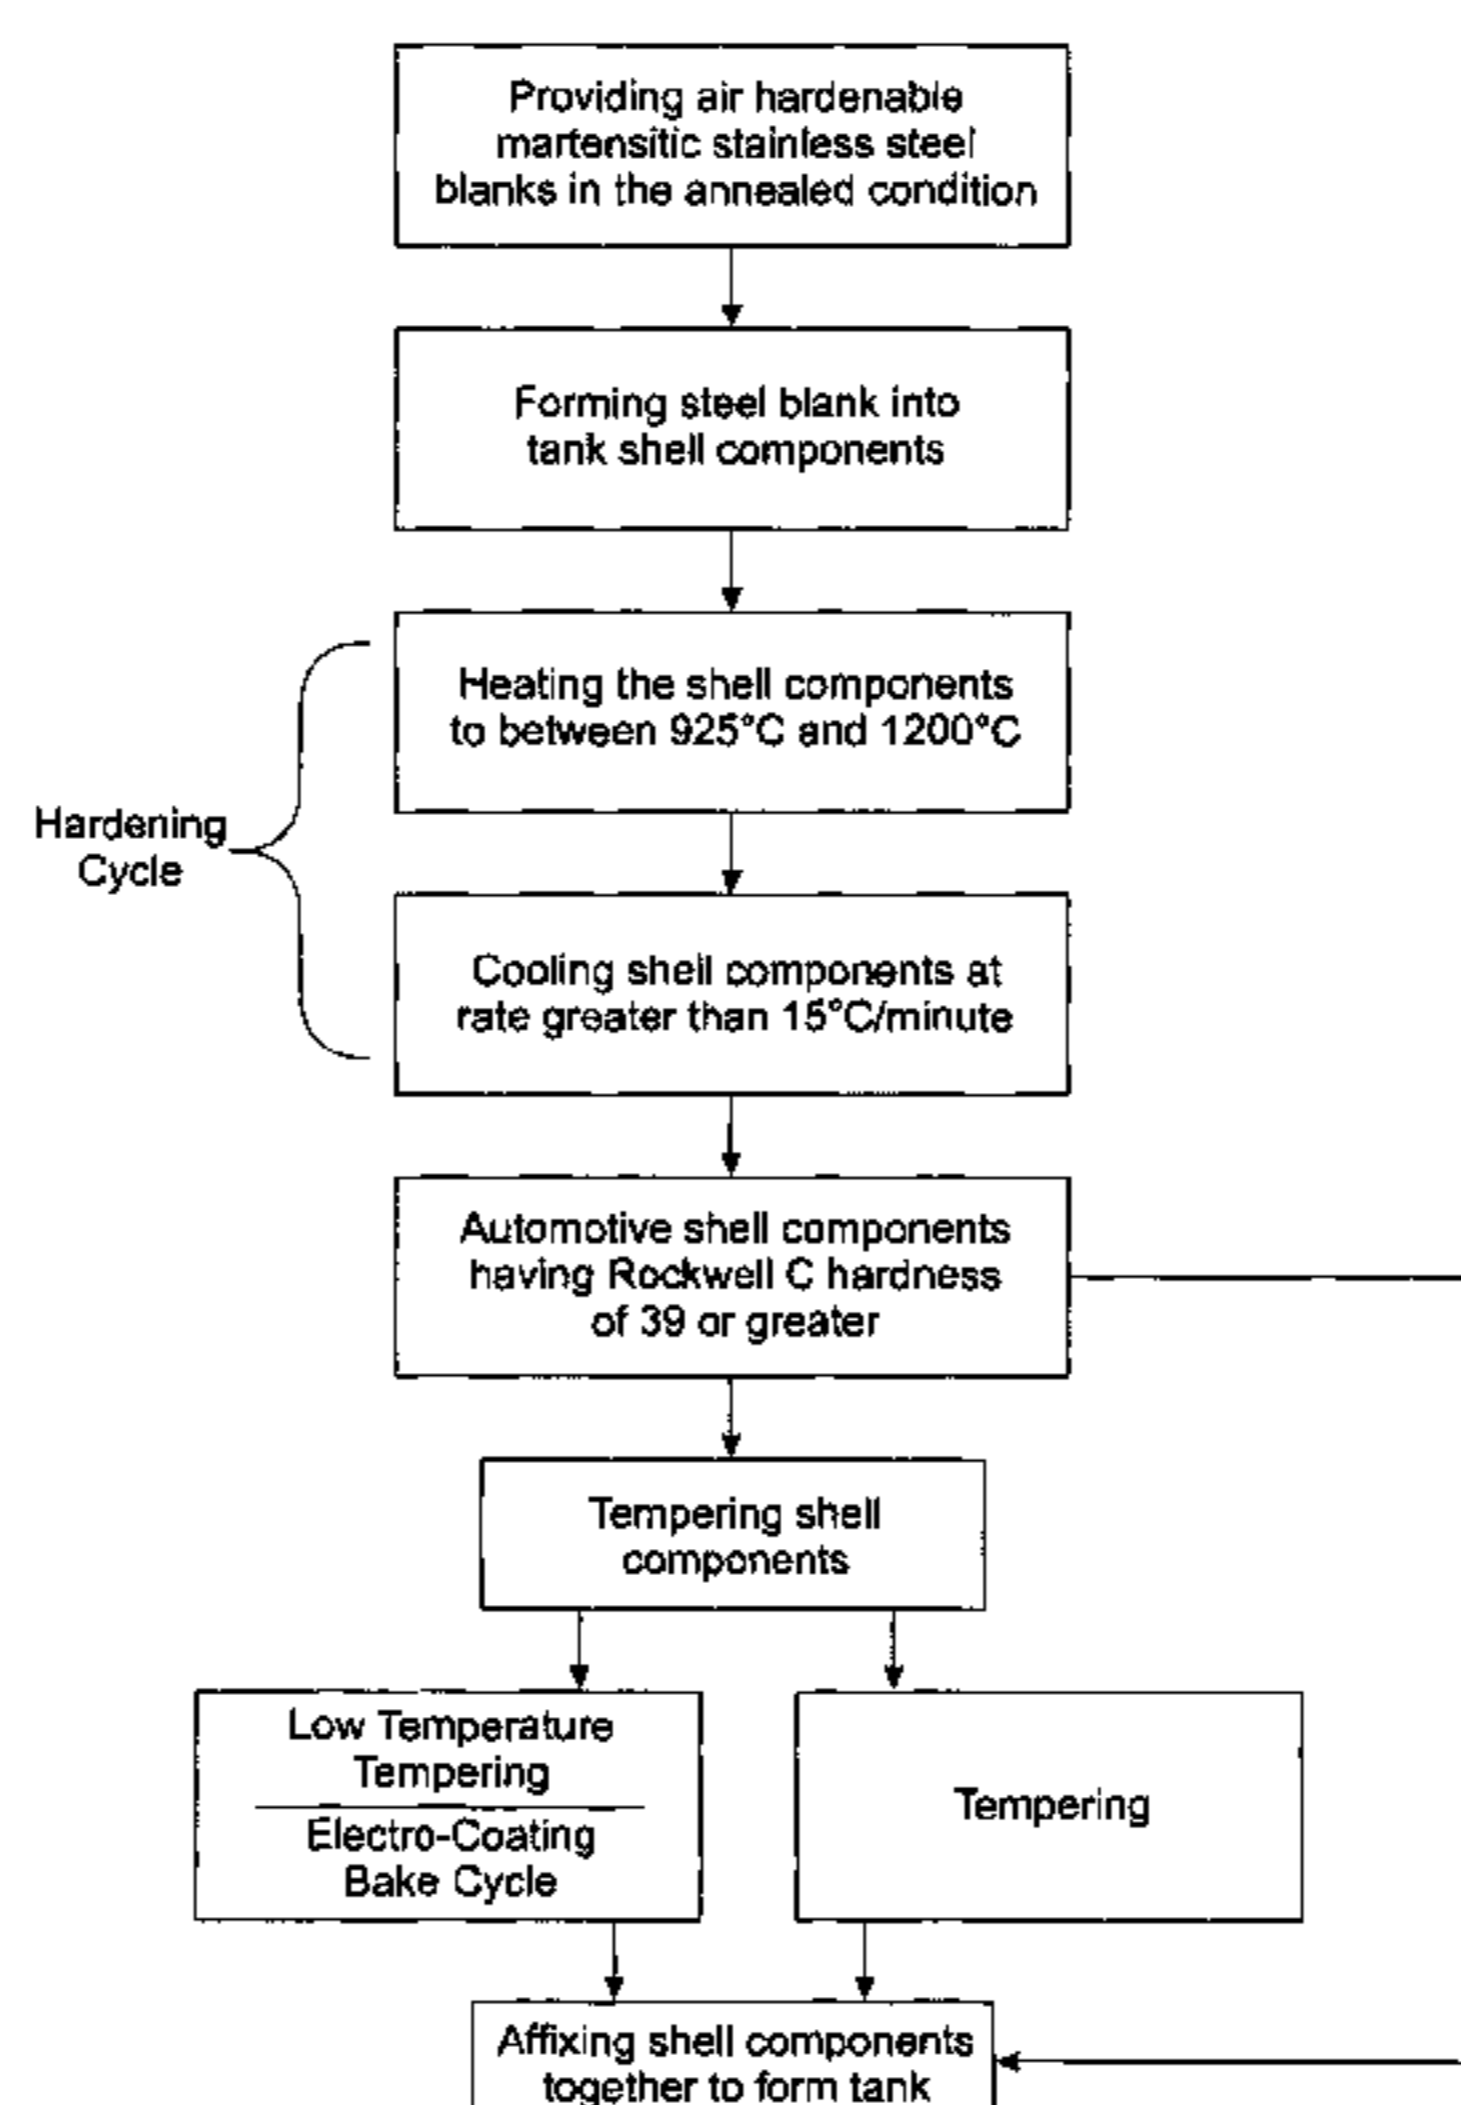 Providing air hardenable
martensitic stainless steel
blanks in the annealed condition
Forming steel blank into
tank shell components
Heating the shell components
to between 925°C and 1200°C
Hardening
Cycle
Cooling shell components at
rate greater than 15°C/minute
Automotive shell components
having Rockwell C hardness
of 39 or greater
Tempering shell
components
Low Temperature
Tempering
Electro-Coating
Bake Cycle
Tempering
Affixing shell components
together to form tank